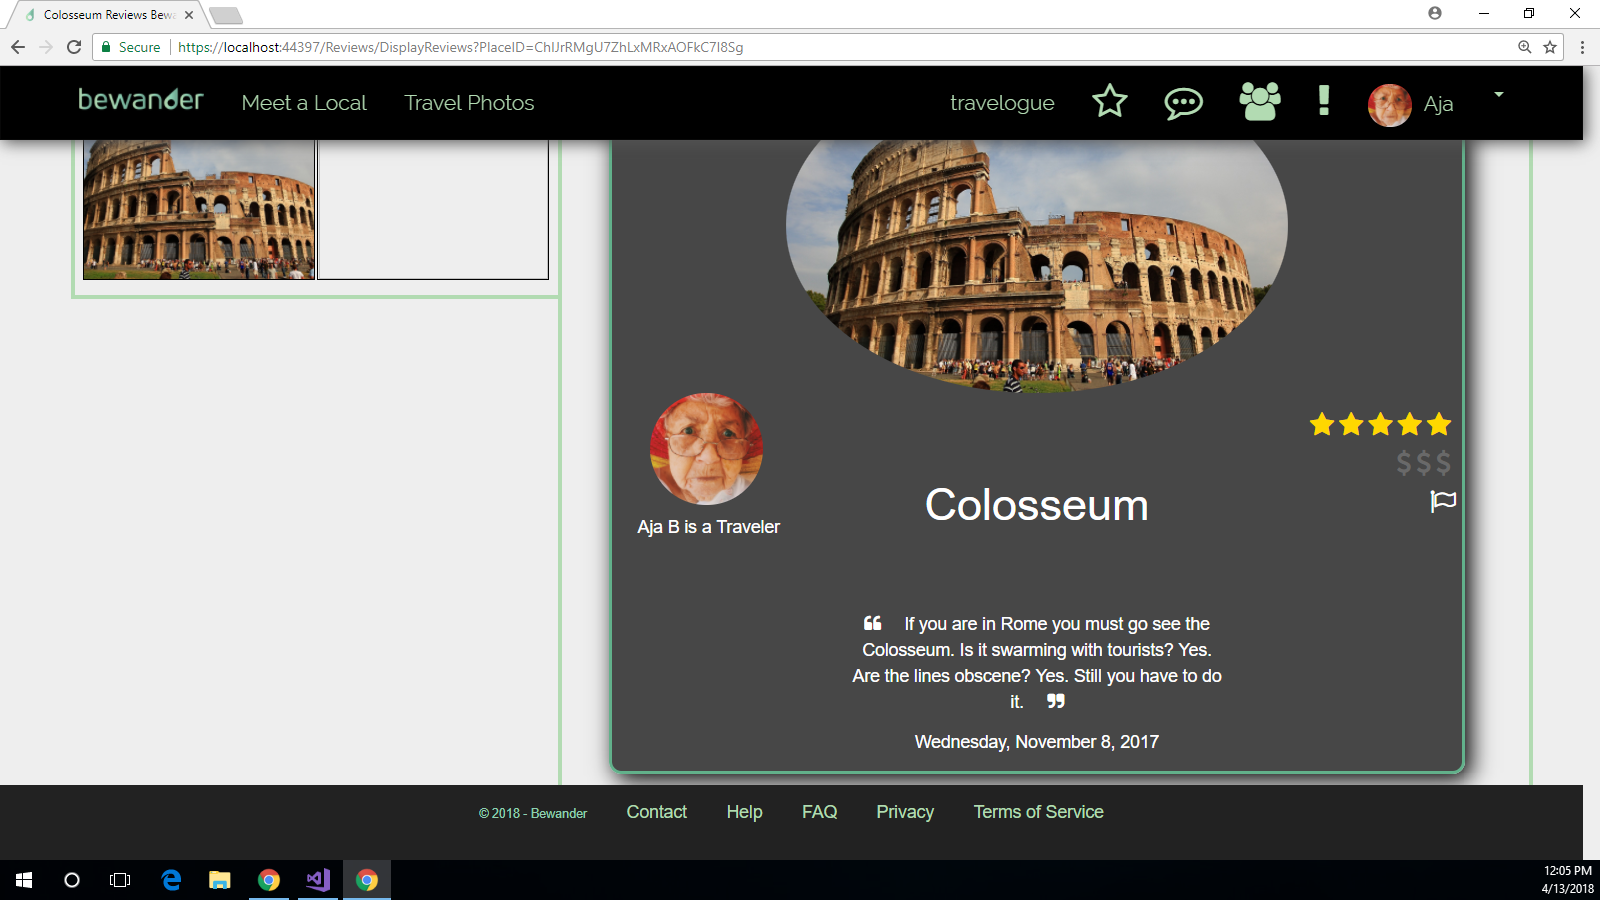 Colosseum Reviews Bew
Secure
https://localhost:44397/Reviews/DisplayReviews?PlaceID=ChIJrRMgU7ZhLxMRxAOFkC7I8Sg
bewander
Meet a Local
Travel Photos
travelogue
Aja
$$$
Colosseum
Aja B is a Traveler
“ If you are in Rome you must go see the
Colosseum. Is it swarming with tourists? Yes.
Are the lines obscene? Yes. Still you have to do
it. ”
Wednesday, November 8, 2017
© 2018 - Bewander
Contact
Help
FAQ
Privacy
Terms of Service
12:05 PM
4/13/2018